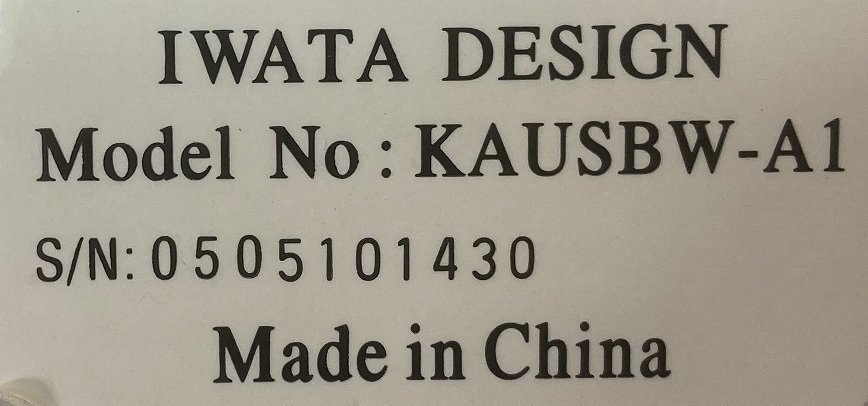 IWATA DESIGN
Model No : KAUSBW-A1
S/N: 0505101430
Made in China